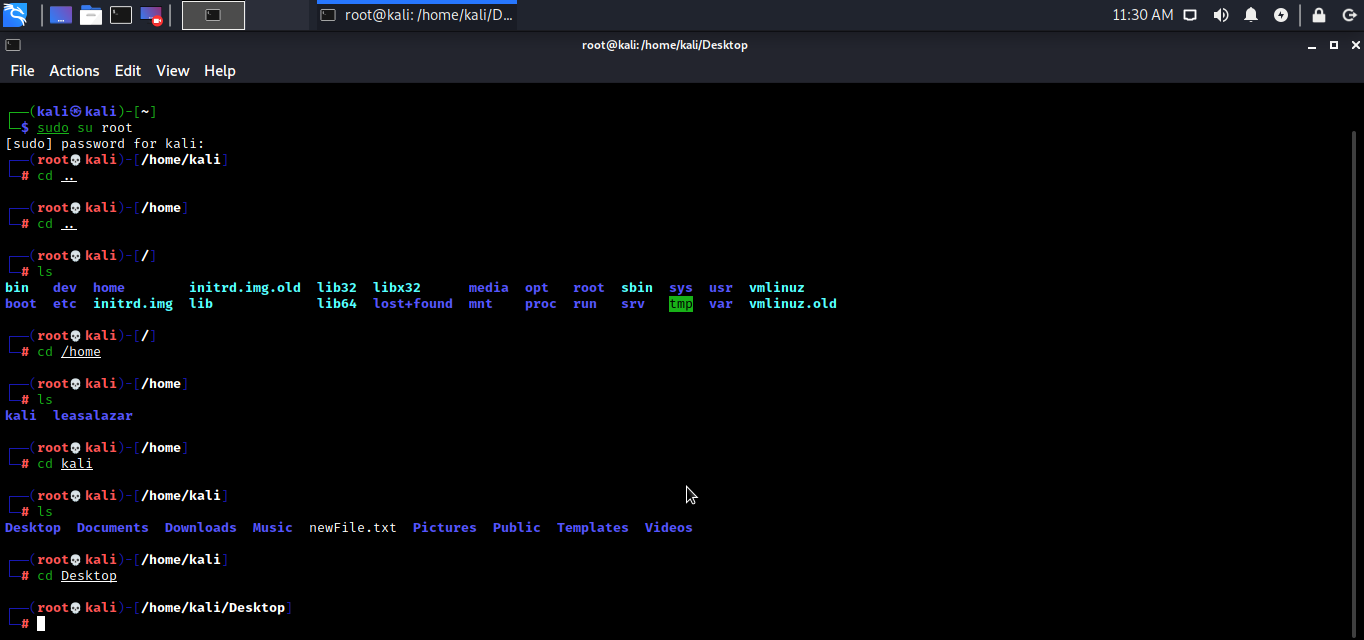 root@kali: /home/kali/D...
11:30 AM
root@kali: /home/kali/Desktop
File Actions Edit View Help
┌──(kali㉿kali)-[~]
└─$ sudo su root
[sudo] password for kali:
┌──(root💀kali)-[/home/kali]
└─# cd ..
┌──(root💀kali)-[/home]
└─# cd ..
┌──(root💀kali)-[/]
└─# ls
bin dev home initrd.img.old lib32 libx32 media opt root sbin sys usr vmlinuz
boot etc initrd.img lib lib64 lost+found mnt proc run srv tmp var vmlinuz.old
┌──(root💀kali)-[/]
└─# cd /home
┌──(root💀kali)-[/home]
└─# ls
kali leasalazar
┌──(root💀kali)-[/home]
└─# cd kali
┌──(root💀kali)-[/home/kali]
└─# ls
Desktop Documents Downloads Music newFile.txt Pictures Public Templates Videos
┌──(root💀kali)-[/home/kali]
└─# cd Desktop
┌──(root💀kali)-[/home/kali/Desktop]
└─#